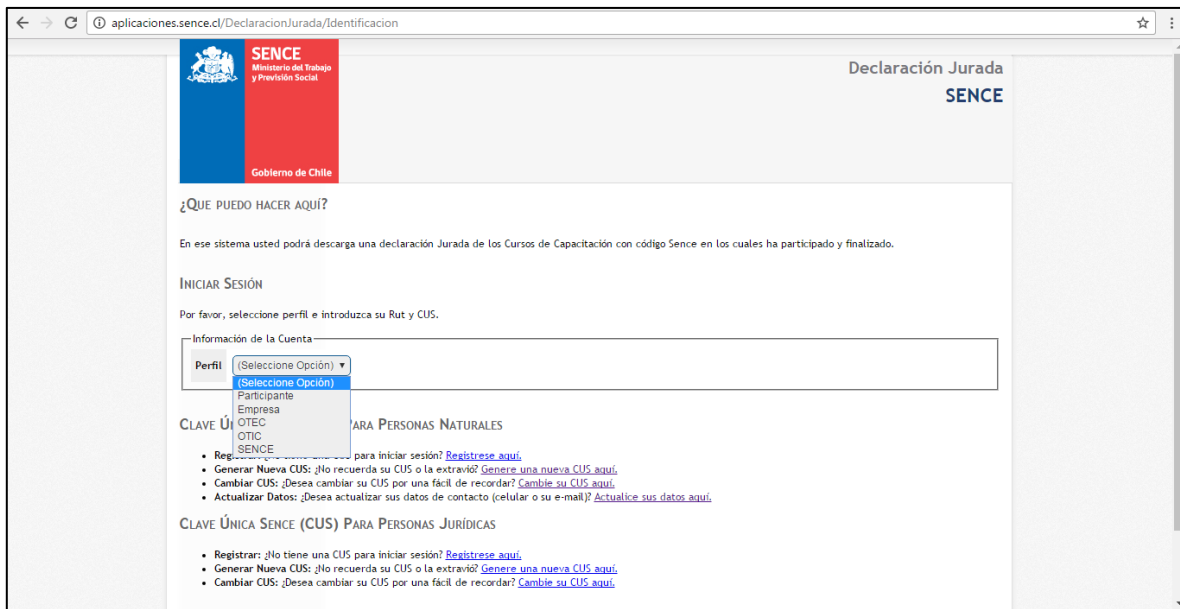 aplicaciones.sence.cl/DeclaracionJurada/Identificacion
SENCE
Ministerio del Trabajo
y Previsión Social
Gobierno de Chile
Declaración Jurada
SENCE
¿QUE PUEDO HACER AQUÍ?
En ese sistema usted podrá descarga una declaración Jurada de los Cursos de Capacitación con código Sence en los cuales ha participado y finalizado.
INICIAR SESIÓN
Por favor, seleccione perfil e introduzca su Rut y CUS.
Información de la Cuenta
Perfil (Seleccione Opción)
(Seleccione Opción)
Participante
Empresa
OTEC
OTIC
SENCE
CLAVE ARA PERSONAS NATURALES
para iniciar sesión? Registrese aquí.
Generar Nueva CUS: ¿No recuerda su CUS o la extravió? Genere una nueva CUS aquí.
Cambiar CUS: ¿Desea cambiar su CUS por una fácil de recordar? Cambie su CUS aquí.
Actualizar Datos: ¿Desea actualizar sus datos de contacto (celular o su e-mail)? Actualice sus datos aquí.
CLAVE ÚNICA SENCE (CUS) PARA PERSONAS JURÍDICAS
Registrar: ¿No tiene una CUS para iniciar sesión? Registrese aquí.
Generar Nueva CUS: ¿No recuerda su CUS o la extravió? Genere una nueva CUS aquí.
Cambiar CUS: ¿Desea cambiar su CUS por una fácil de recordar? Cambie su CUS aquí.